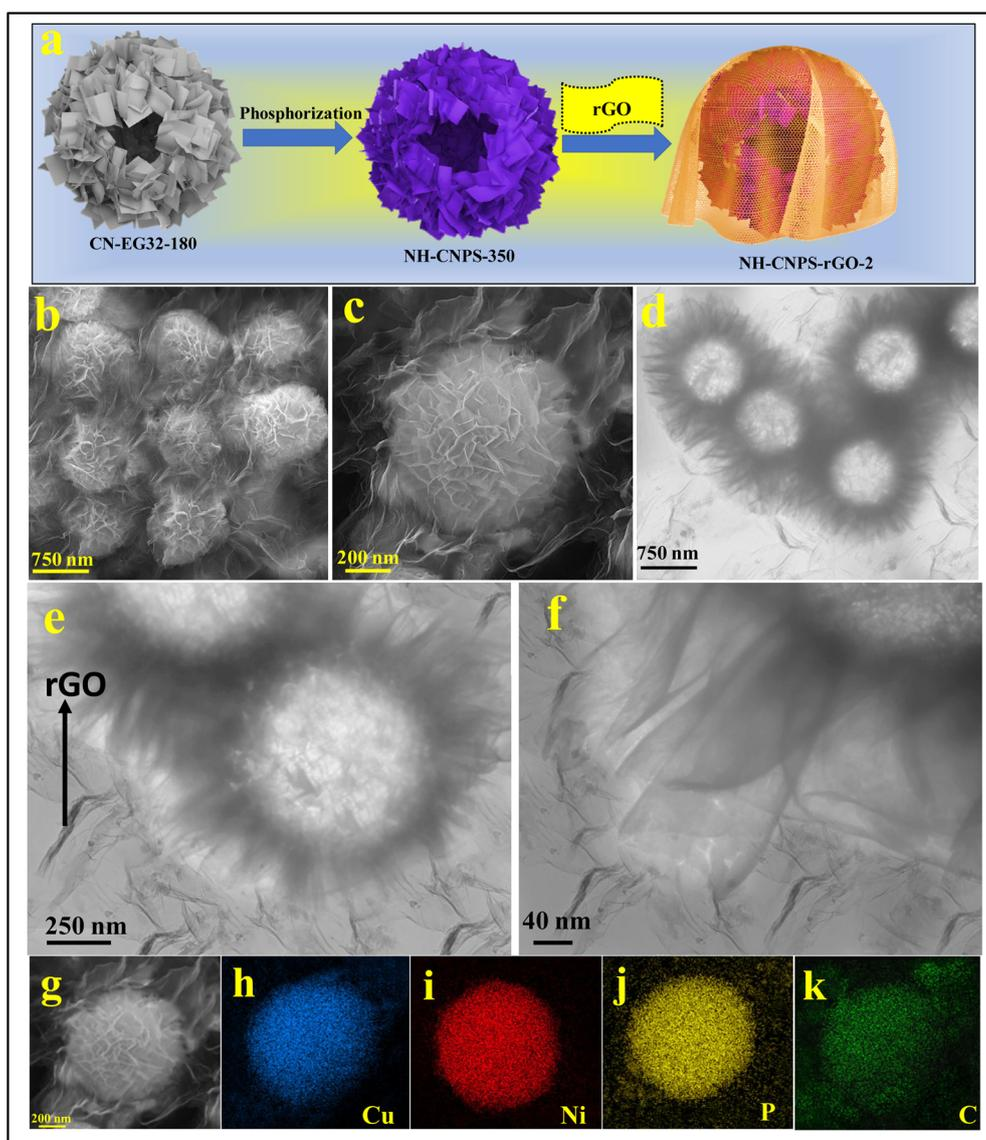 a
Phosphorization
rGO
CN-EG32-180
NH-CNPS-350
NH-CNPS-rGO-2
b
750 nm
c
200 nm
d
750 nm
e
rGO
250 nm
f
40 nm
g
200 nm
h
Cu
i
Ni
j
P
k
C